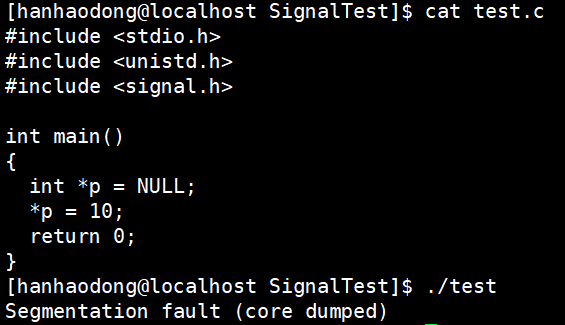 [hanhaodong@localhost SignalTest]$ cat test.c
#include <stdio.h>
#include <unistd.h>
#include <signal.h>

int main()
{
  int *p = NULL;
  *p = 10;
  return 0;
}
[hanhaodong@localhost SignalTest]$ ./test
Segmentation fault (core dumped)